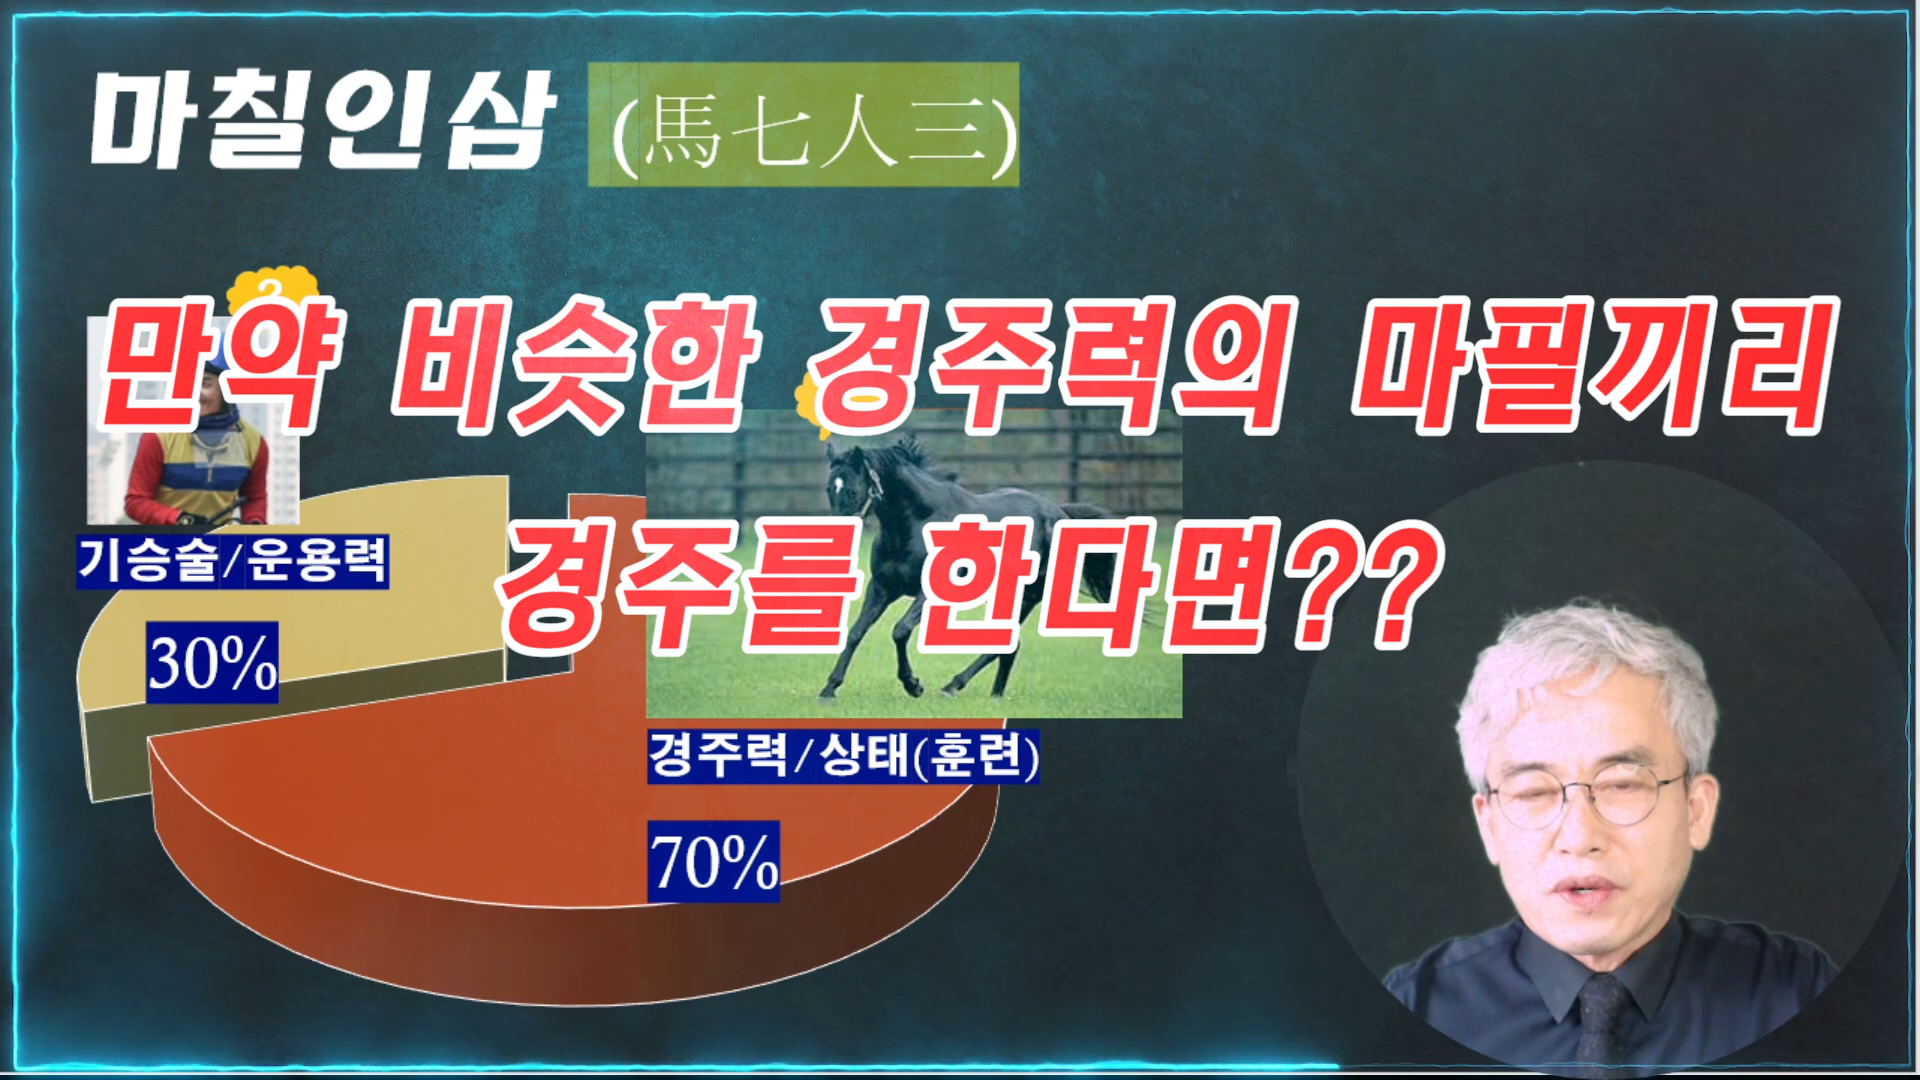 마칠인삼 (馬七人三)
만약 비슷한 경주력의 마필끼리
경주를 한다면??
기승술/운용력
30%
경주력/상태(훈련)
70%